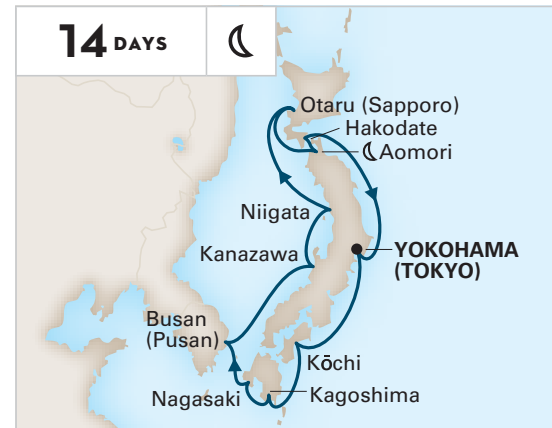 14 DAYS
Otaru (Sapporo)
Hakodate
Aomori
Niigata
Kanazawa
YOKOHAMA
(TOKYO)
Busan
(Pusan)
Kōchi
Nagasaki
Kagoshima